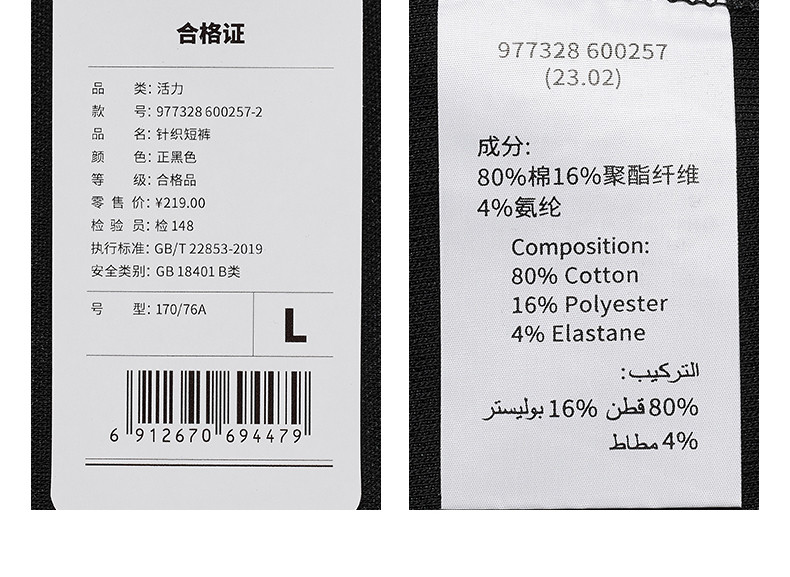 合格证
品 类: 活力
款 号: 977328 600257-2
品 名: 针织短裤
颜 色: 正黑色
等 级: 合格品
零 售 价: ¥219.00
检 验 员: 检 148
执行标准: GB/T 22853-2019
安全类别: GB 18401 B类
号 型: 170/76A
L
6 912670 694479
977328 600257
(23.02)
成分:
80%棉16%聚酯纤维
4%氨纶
Composition:
80% Cotton
16% Polyester
4% Elastane
التركيب:
80% قطن 16% بوليستر
4% مطاط